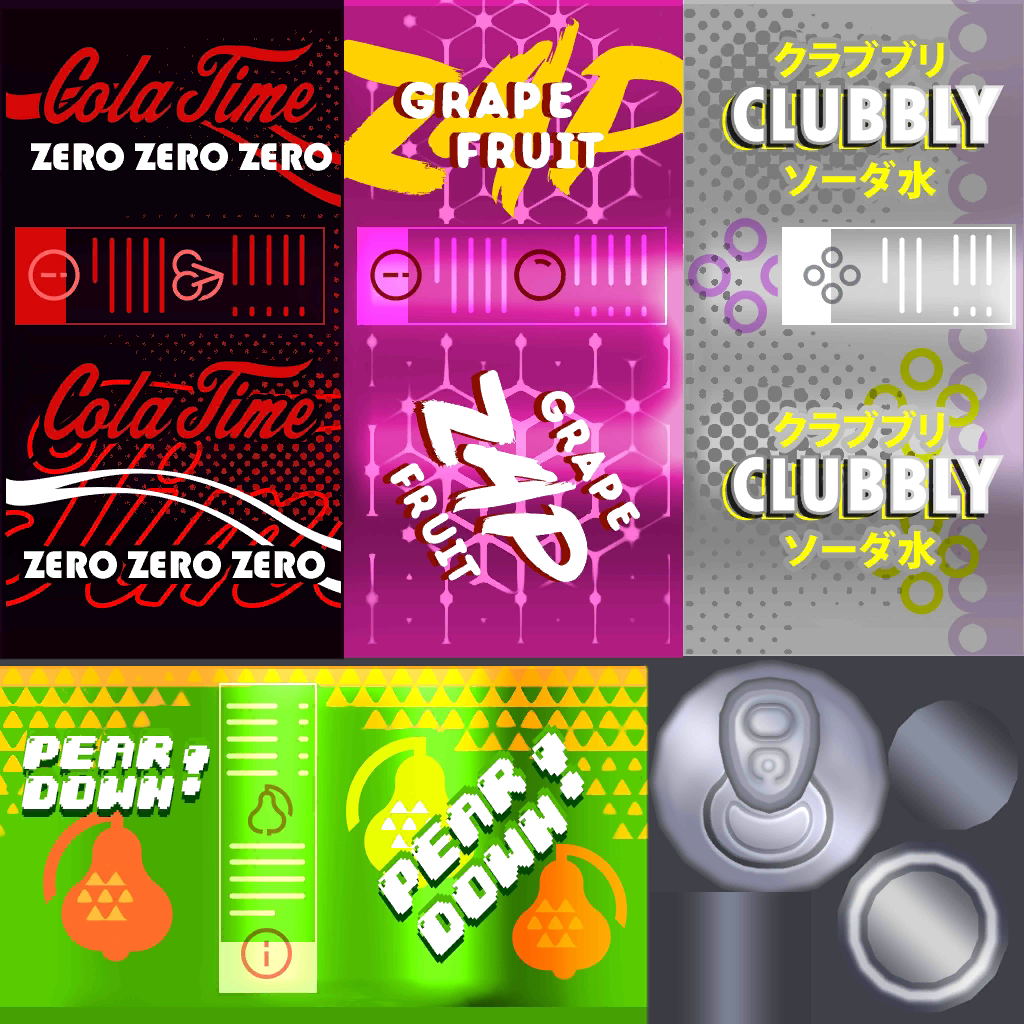 Cola Time
ZERO ZERO ZERO
Cola Time
ZERO ZERO ZERO
ZAP
GRAPE
FRUIT
ZAP
GRAPE
FRUIT
クラブブリ
CLUBBLY
ソーダ水
クラブブリ
CLUBBLY
ソーダ水
PEAR
DOWN!
PEAR
DOWN!